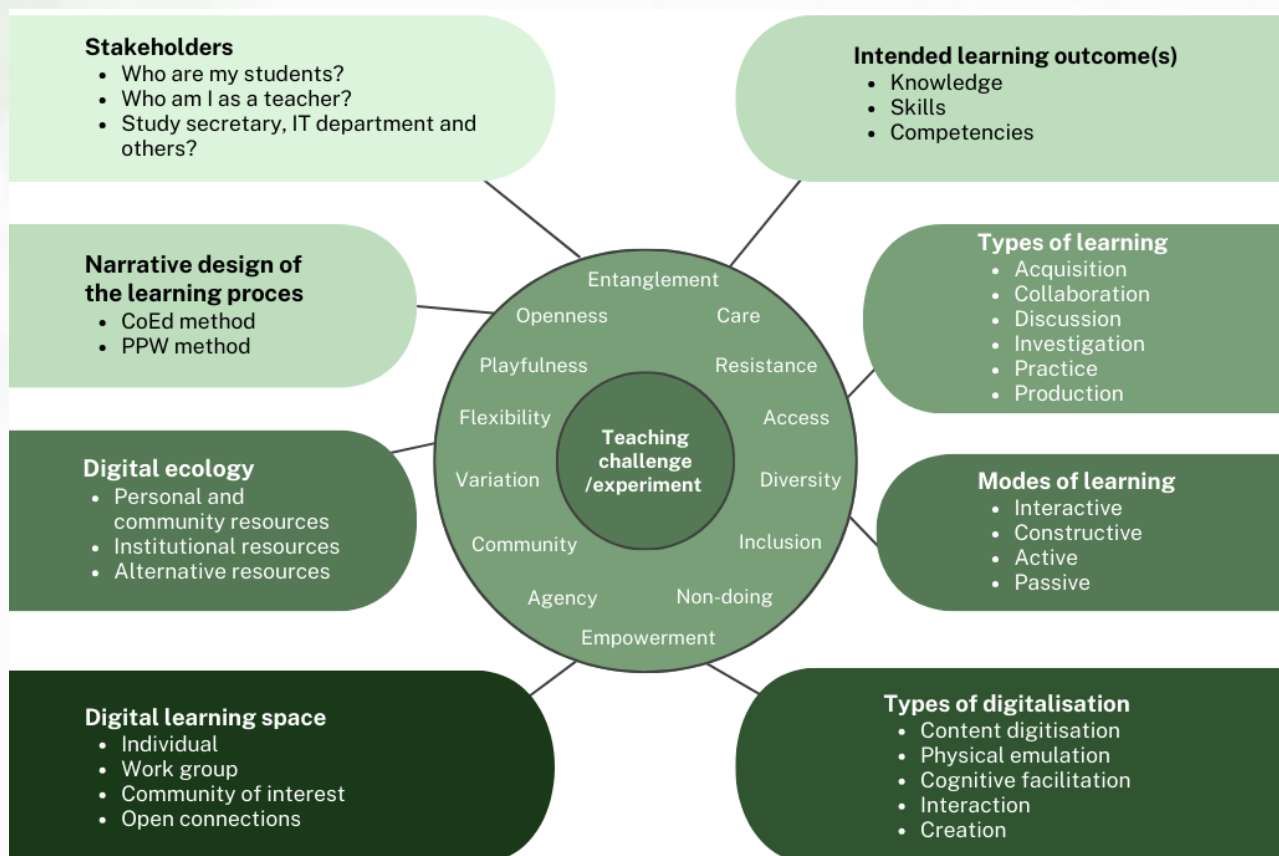 Stakeholders
• Who are my students?
• Who am I as a teacher?
• Study secretary, IT department and
others?
Intended learning outcome(s)
• Knowledge
• Skills
• Competencies
Narrative design of
the learning proces
• CoEd method
• PPW method
Types of learning
• Acquisition
• Collaboration
• Discussion
• Investigation
• Practice
• Production
Digital ecology
• Personal and
community resources
• Institutional resources
• Alternative resources
Modes of learning
• Interactive
• Constructive
• Active
• Passive
Digital learning space
• Individual
• Work group
• Community of interest
• Open connections
Types of digitalisation
• Content digitisation
• Physical emulation
• Cognitive facilitation
• Interaction
• Creation
Entanglement
Openness
Care
Playfulness
Resistance
Flexibility
Access
Variation
Diversity
Community
Inclusion
Agency
Non-doing
Empowerment
Teaching
challenge
/experiment